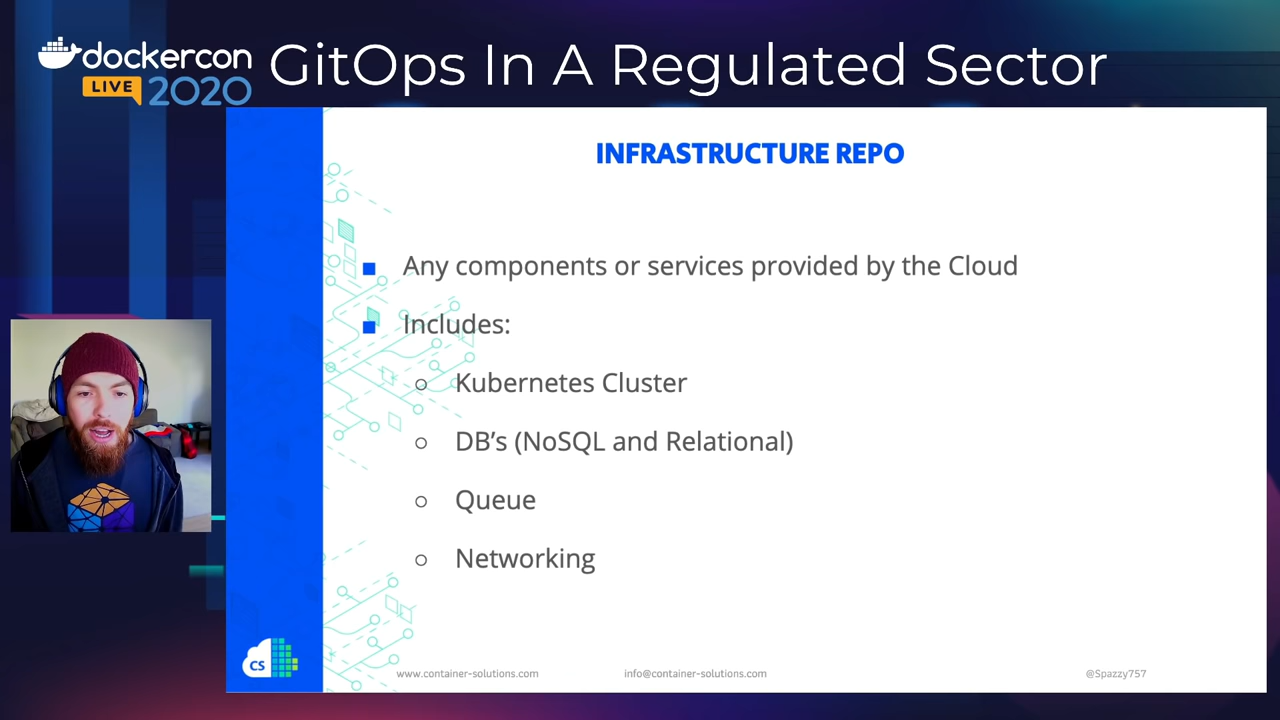 dockercon
LIVE 2020
GitOps In A Regulated Sector
INFRASTRUCTURE REPO
Any components or services provided by the Cloud
Includes:
Kubernetes Cluster
DB’s (NoSQL and Relational)
Queue
Networking
CS
www.container-solutions.com
info@container-solutions.com
@Spazzy757